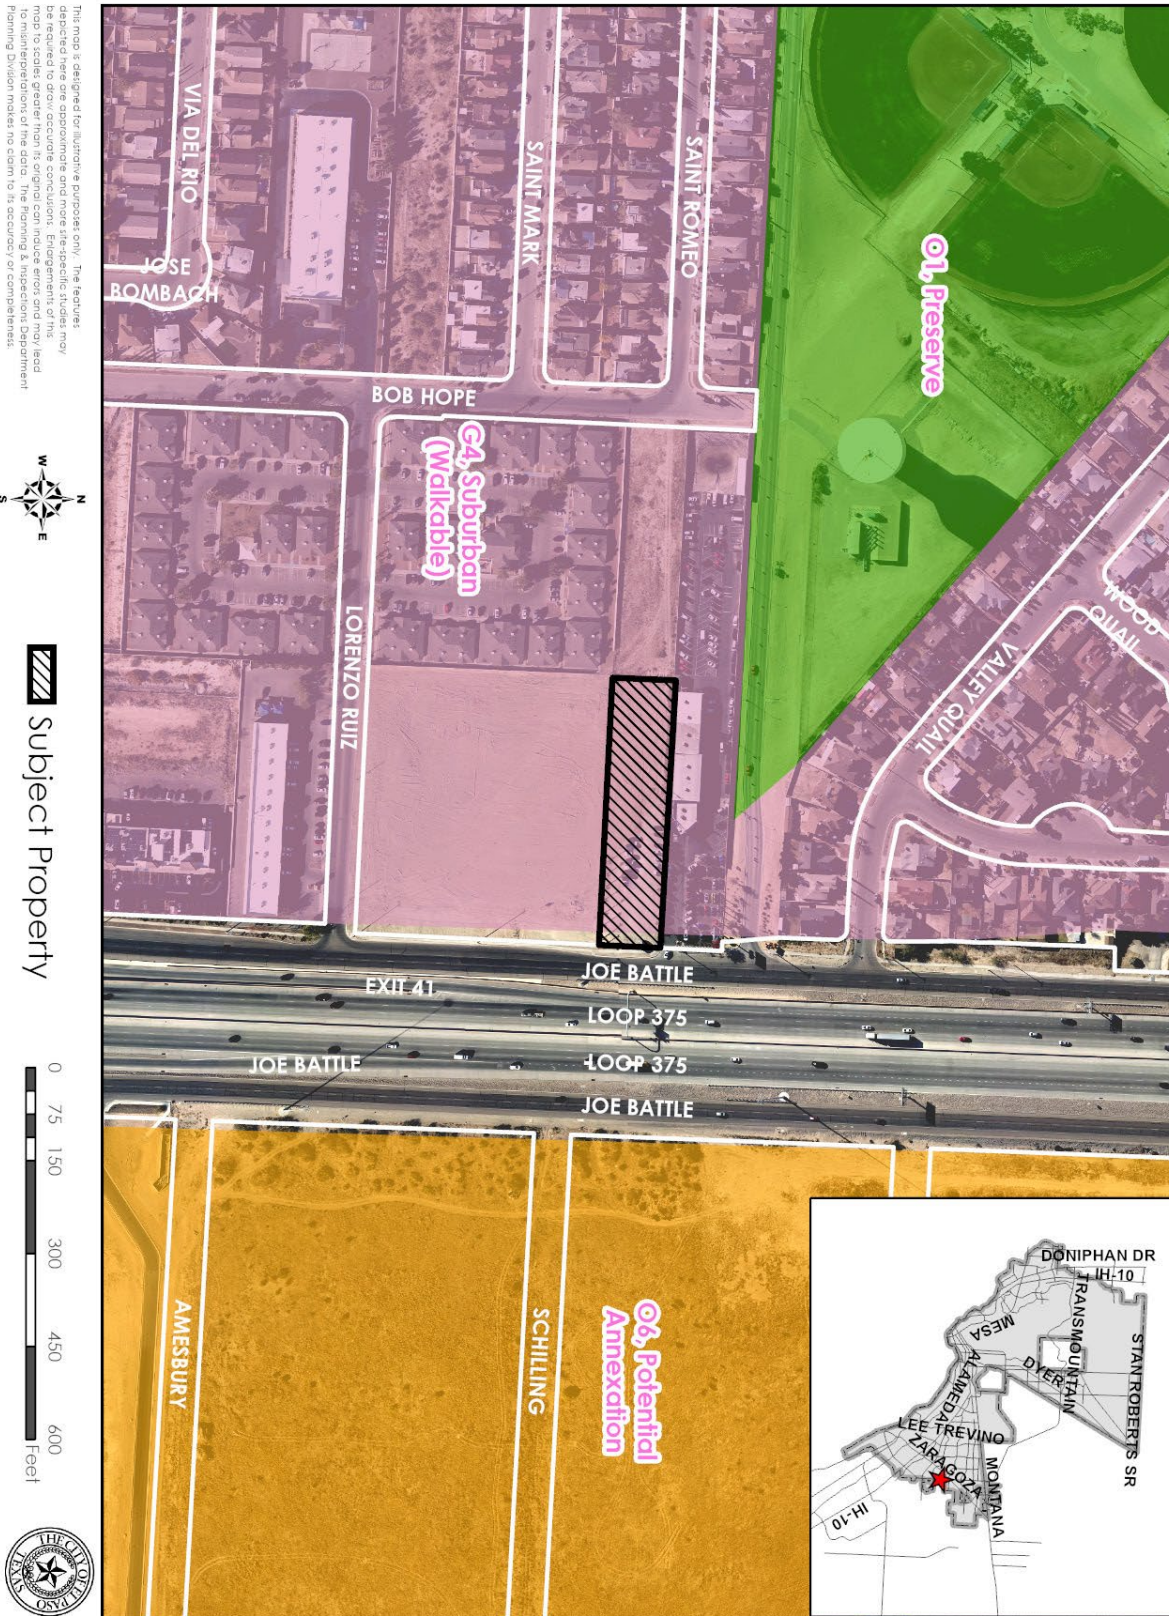 VIA DEL RIO
SAINT MARK
SAINT ROMEO
JOSE
BOMBACH
BOB HOPE
O1, Preserve
G4, Suburban
(Walkable)
LORENZO RUIZ
WOOD
QUAIL
VALLEY QUAIL
JOE BATTLE
EXIT 41
LOOP 375
JOE BATTLE
LOOP 375
JOE BATTLE
AMESBURY
SCHILLING
O6, Potential
Annexation
DONIPHAN DR
IH-10
TRANSMOUNTAIN
STAN ROBERTS SR
MESA
DYER
ALAMEDA
LEE TREVINO
ZARAGOZA
MONTANA
IH-10
This map is designed for illustrative purposes only. The features
depicted here are approximate and more site-specific studies may
be required to draw accurate conclusions. Enlargements of this
map to scales greater than its original can induce errors and may lead
to misinterpretations of the data. The Planning & Inspections Department
Planning Division makes no claim to its accuracy or completeness.
N
W
E
S
Subject Property
0 75 150 300 450 600
Feet
THE CITY OF EL PASO
TEXAS